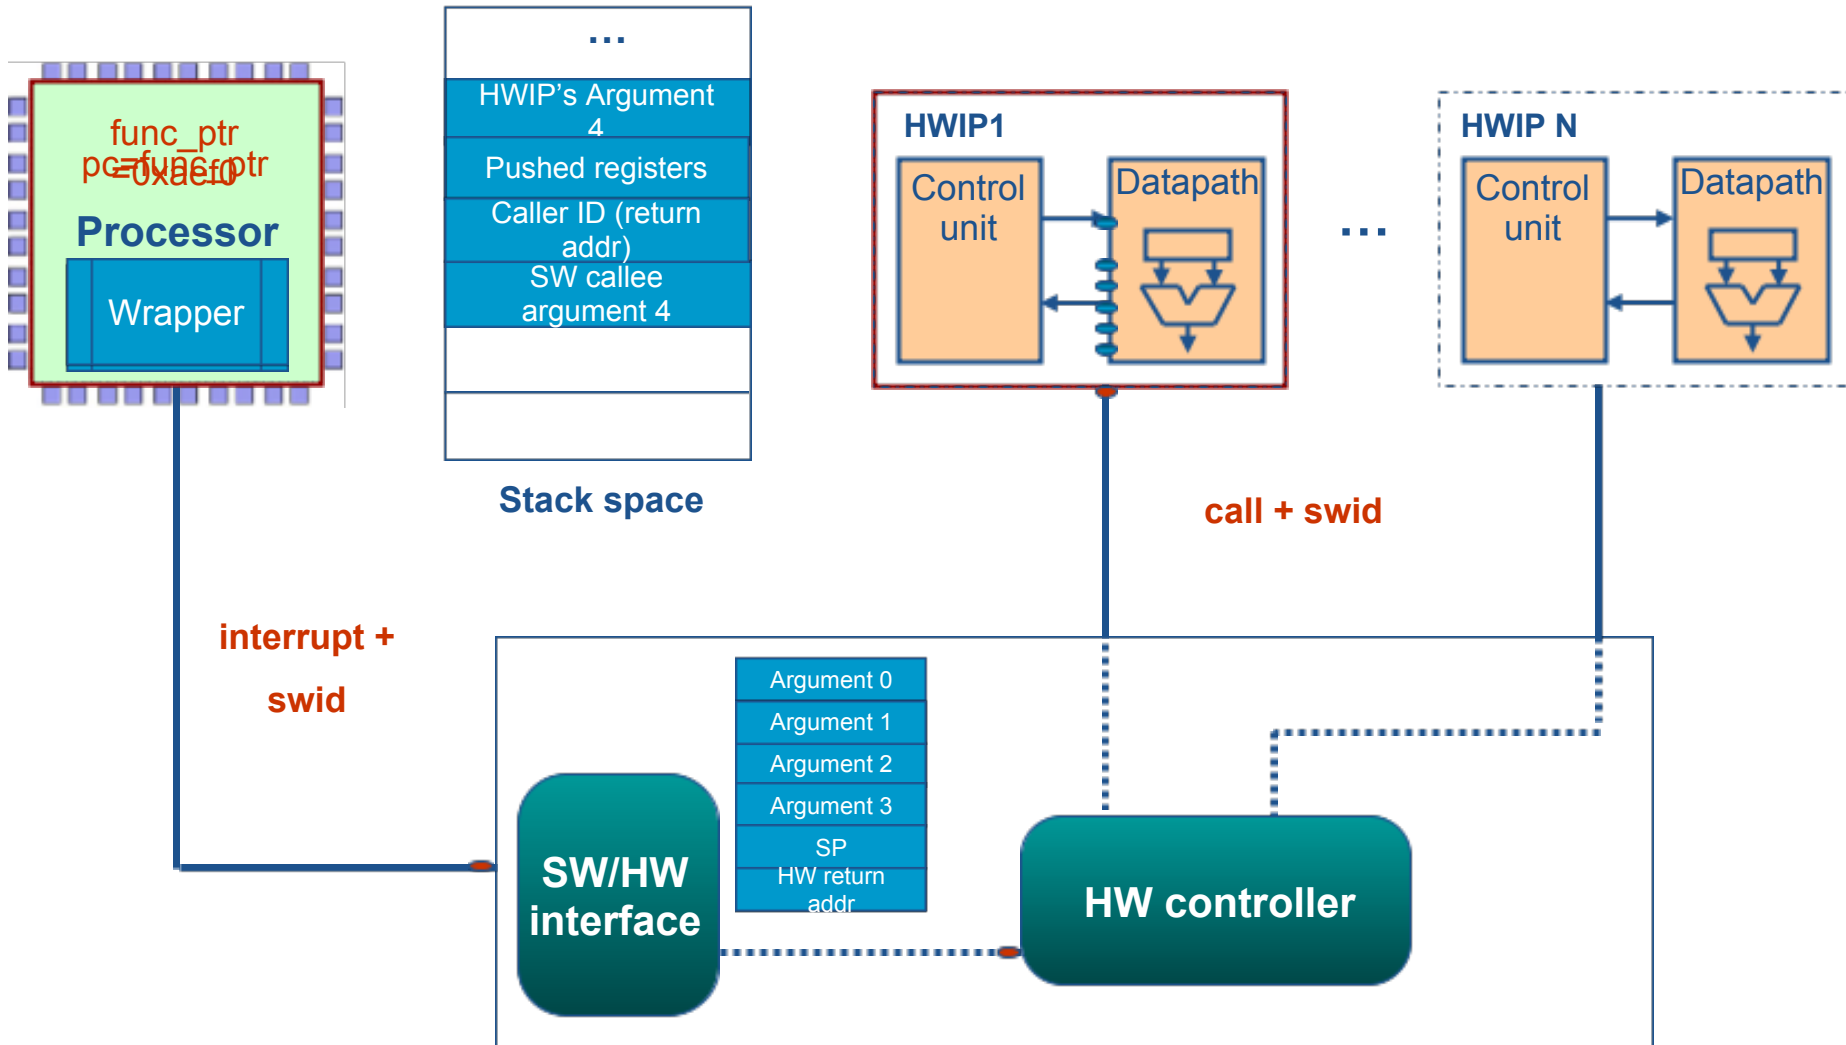 func_ptr
=0xaef0
pc=func_ptr
Processor
Wrapper
...
HWIP's Argument
4
Pushed registers
Caller ID (return
addr)
SW callee
argument 4
Stack space
HWIP1
Control
unit
Datapath
...
HWIP N
Control
unit
Datapath
call + swid
interrupt +
swid
Argument 0
Argument 1
Argument 2
Argument 3
SP
HW return
addr
SW/HW
interface
HW controller